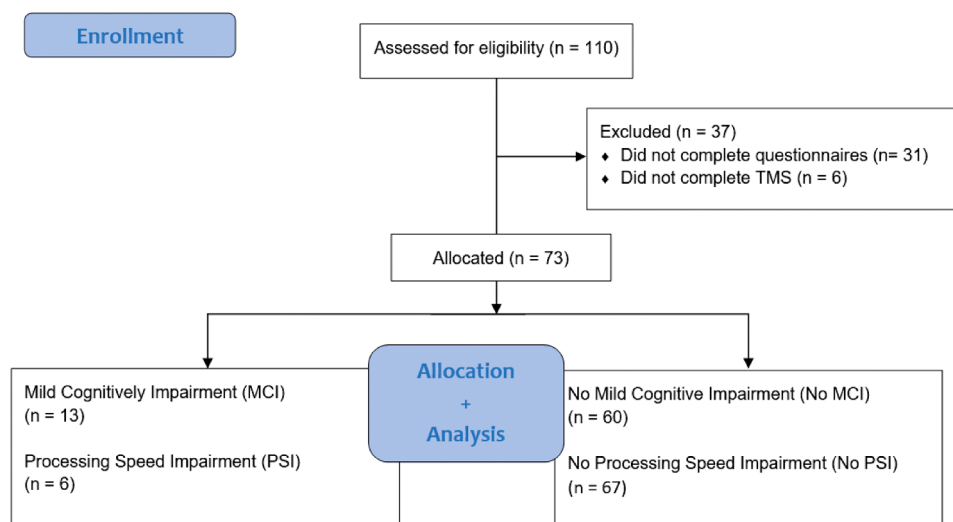 Enrollment
Assessed for eligibility (n = 110)
Excluded (n = 37)
♦ Did not complete questionnaires (n= 31)
♦ Did not complete TMS (n = 6)
Allocated (n = 73)
Mild Cognitively Impairment (MCI)
(n = 13)
Processing Speed Impairment (PSI)
(n = 6)
Allocation
+
Analysis
No Mild Cognitive Impairment (No MCI)
(n = 60)
No Processing Speed Impairment (No PSI)
(n = 67)